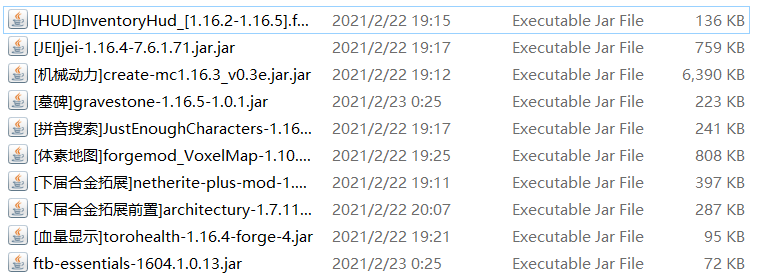 [HUD]InventoryHud_[1.16.2-1.16.5].f... 2021/2/22 19:15 Executable Jar File 136 KB
[JEI]jei-1.16.4-7.6.1.71.jar.jar 2021/2/22 19:17 Executable Jar File 759 KB
[机械动力]create-mc1.16.3_v0.3e.jar.jar 2021/2/22 19:12 Executable Jar File 6,390 KB
[墓碑]gravestone-1.16.5-1.0.1.jar 2021/2/23 0:25 Executable Jar File 223 KB
[拼音搜索]JustEnoughCharacters-1.16... 2021/2/22 19:17 Executable Jar File 241 KB
[体素地图]forgemod_VoxelMap-1.10.... 2021/2/22 19:25 Executable Jar File 808 KB
[下届合金拓展]netherite-plus-mod-1.... 2021/2/22 19:11 Executable Jar File 397 KB
[下届合金拓展前置]architectury-1.7.11... 2021/2/22 20:07 Executable Jar File 287 KB
[血量显示]torohealth-1.16.4-forge-4.jar 2021/2/22 19:21 Executable Jar File 95 KB
ftb-essentials-1604.1.0.13.jar 2021/2/23 0:25 Executable Jar File 72 KB